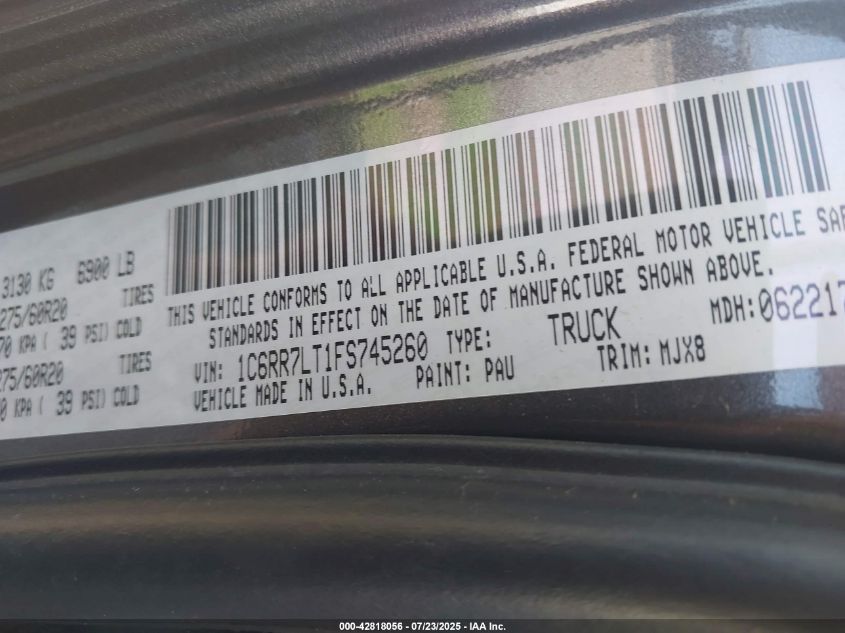 3130 KG 6900 LB
275/60R20 TIRES
70 KPA ( 39 PSI) COLD
275/60R20 TIRES
0 KPA ( 39 PSI) COLD
THIS VEHICLE CONFORMS TO ALL APPLICABLE U.S.A. FEDERAL MOTOR VEHICLE SAF
STANDARDS IN EFFECT ON THE DATE OF MANUFACTURE SHOWN ABOVE.
VIN: 1C6RR7LT1FS745260 TYPE: TRUCK MDH:062217
VEHICLE MADE IN U.S.A. PAINT: PAU TRIM: MJX8
000-42818056 - 07/23/2025 - IAA Inc.